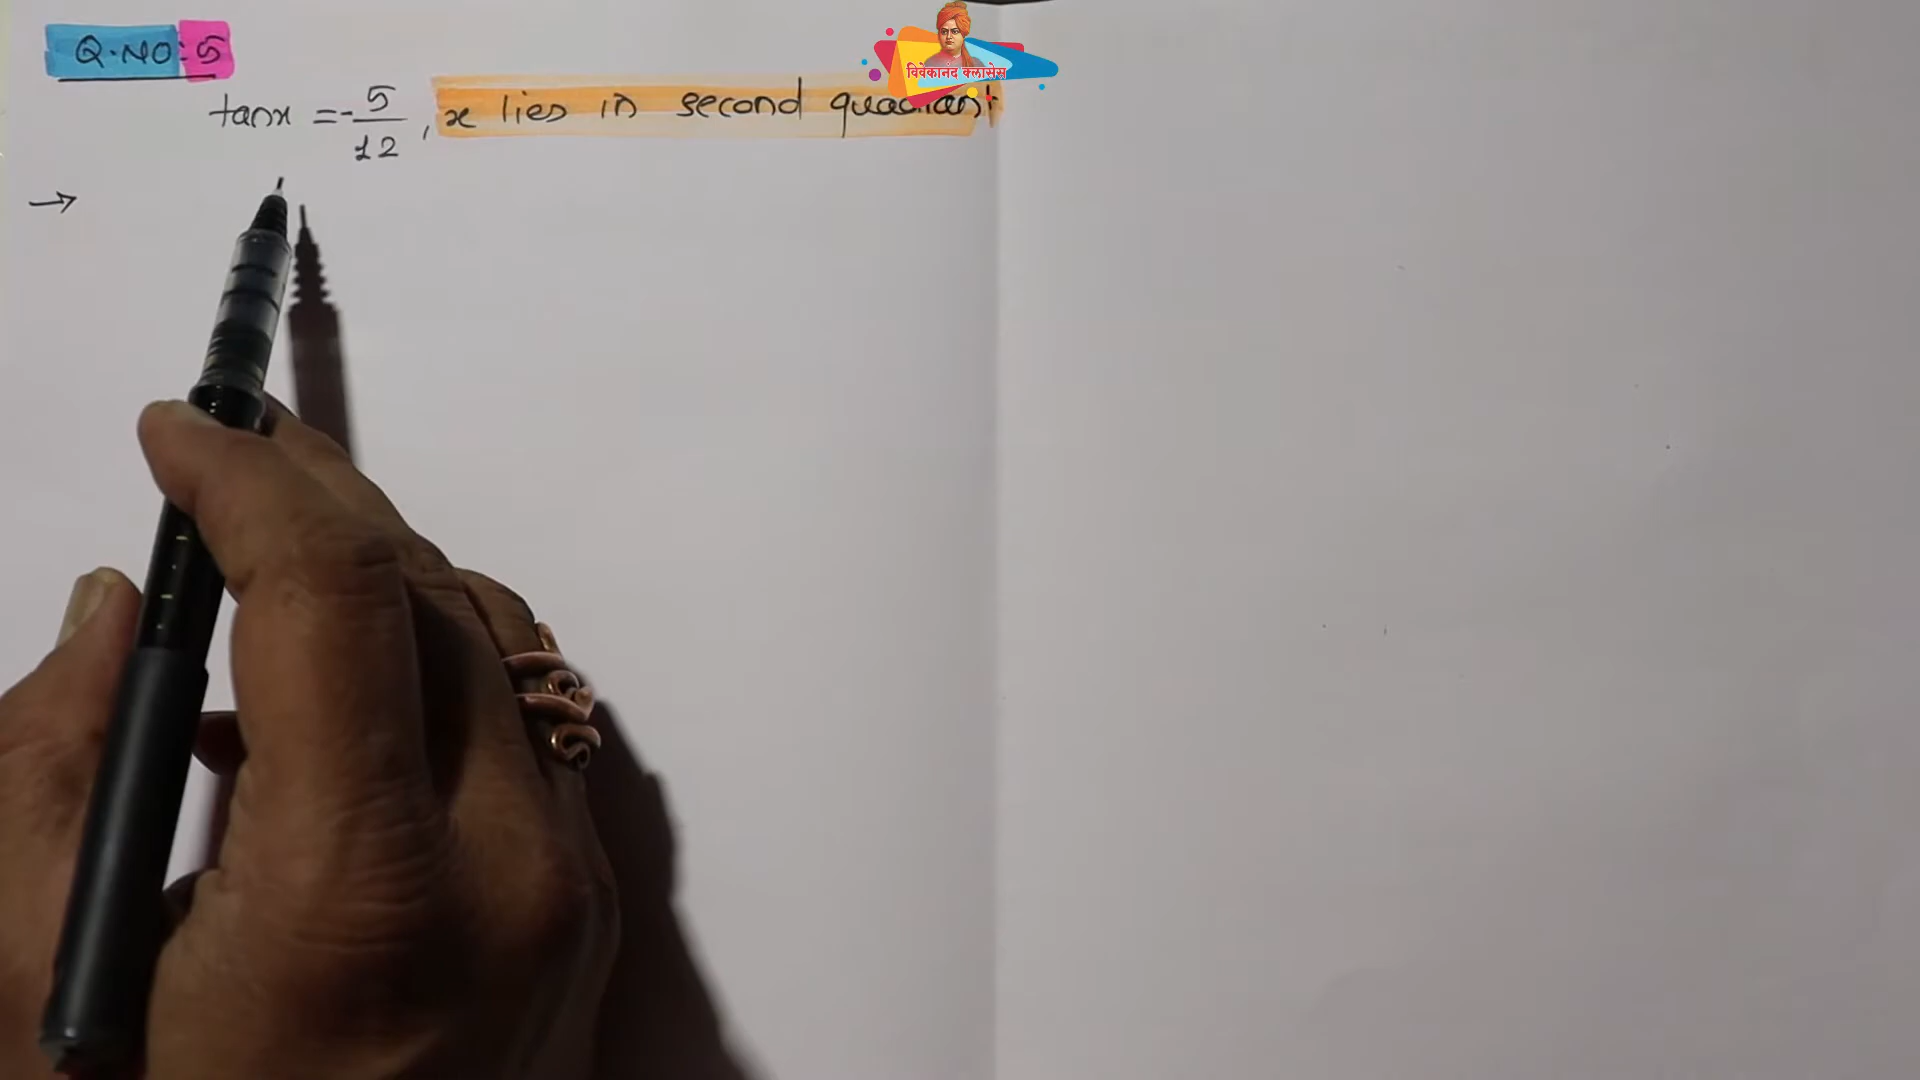 Q.NO: 5
विवेकानंद क्लासेस
tanx = -5/12, x lies in second quadrant
→